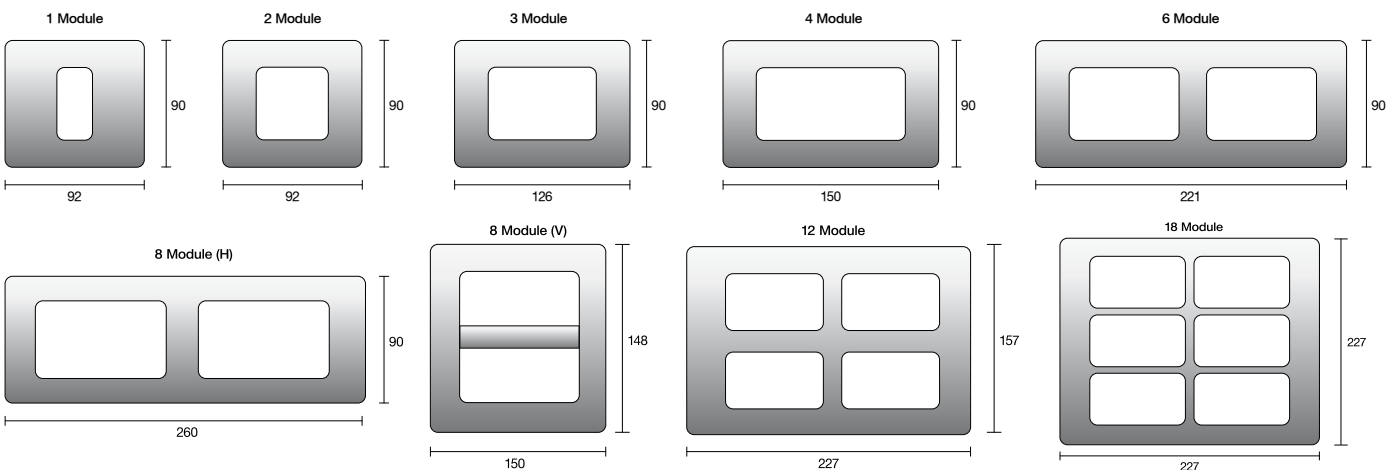 1 Module
2 Module
3 Module
4 Module
6 Module
90
90
90
90
90
92
92
126
150
221
8 Module (H)
8 Module (V)
12 Module
18 Module
90
148
157
227
260
150
227
227